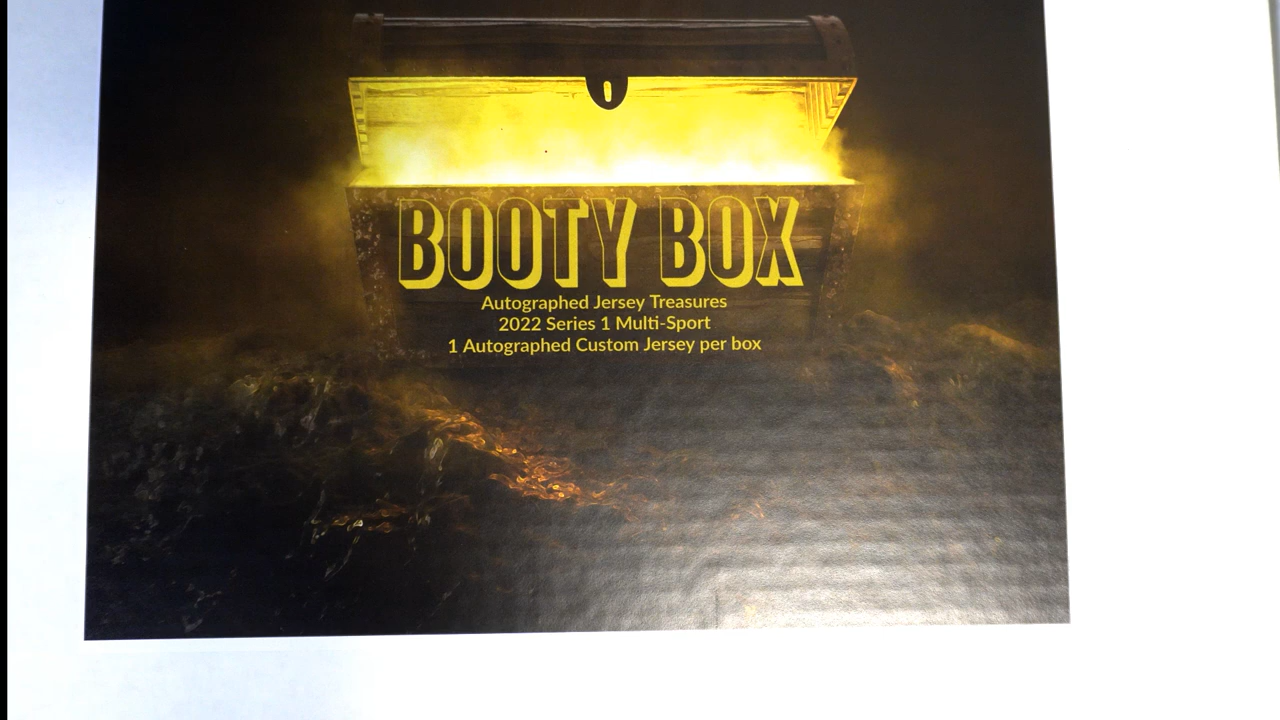 BOOTY BOX
Autographed Jersey Treasures
2022 Series 1 Multi-Sport
1 Autographed Custom Jersey per box